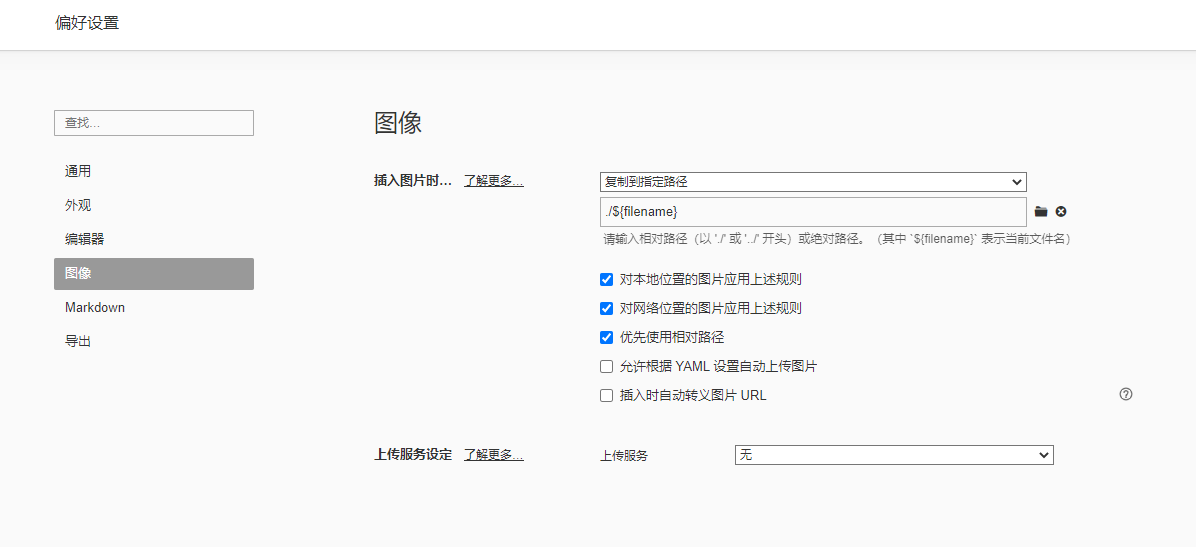 偏好设置
查找...
通用
外观
编辑器
图像
Markdown
导出
图像
插入图片时... 了解更多...
复制到指定路径
./${filename}
请输入相对路径（以 './' 或 '../' 开头）或绝对路径。（其中 `${filename}` 表示当前文件名）
对本地位置的图片应用上述规则
对网络位置的图片应用上述规则
优先使用相对路径
允许根据 YAML 设置自动上传图片
插入时自动转义图片 URL
上传服务设定 了解更多... 上传服务 无